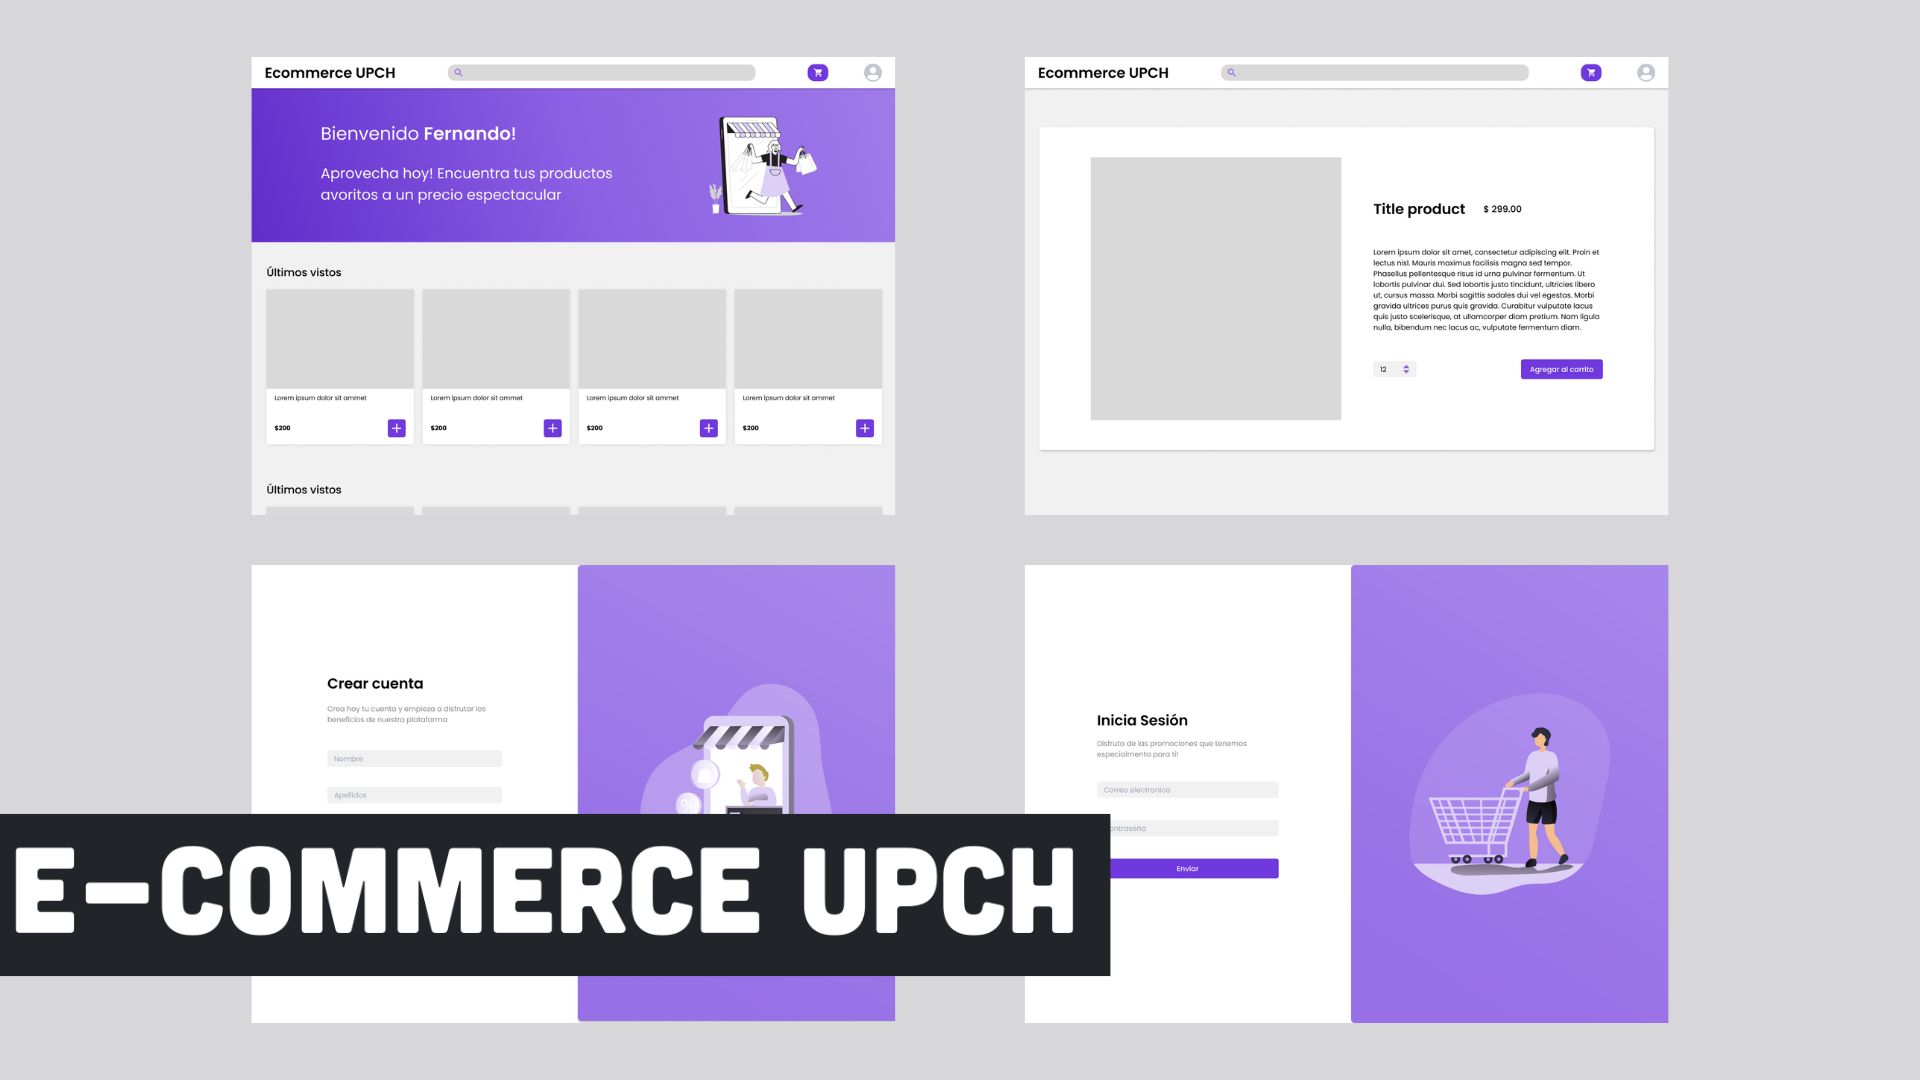 Ecommerce UPCH
Bienvenido Fernando!
Aprovecha hoy! Encuentra tus productos
avoritos a un precio espectacular
Últimos vistos
Lorem ipsum dolor sit ammet
$200
Lorem ipsum dolor sit ammet
$200
Lorem ipsum dolor sit ammet
$200
Lorem ipsum dolor sit ammet
$200
Últimos vistos
Ecommerce UPCH
Title product $ 299.00
Lorem ipsum dolor sit amet, consectetur adipiscing elit. Proin et
lectus nisl. Mauris maximus facilisis magna sed tempor.
Phasellus pellentesque risus id urna pulvinar fermentum. Ut
lobortis pulvinar dui. Sed lobortis justo tincidunt, ultricies libero
ut, cursus massa. Morbi sagittis sodales dui vel egestas. Morbi
gravida ultrices purus quis gravida. Curabitur vulputate lacus
quis justo scelerisque, at ullamcorper diam pretium. Nam ligula
nulla, bibendum nec lacus ac, vulputate fermentum diam.
12
Agregar al carrito
Crear cuenta
Crea hoy tu cuenta y empieza a disfrutar los
beneficios de nuestra plataforma
Nombre
Apellidos
Inicia Sesión
Disfruta de las promociones que tenemos
especialmente para ti!
Correo electronico
ontraseña
Enviar
E-COMMERCE UPCH